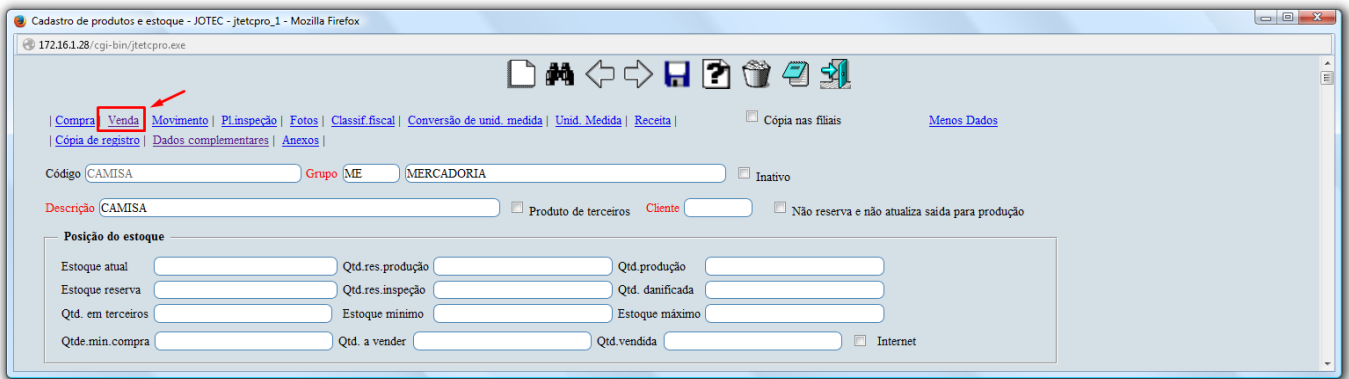 Cadastro de produtos e estoque - JOTEC - jtetcpro_1 - Mozilla Firefox
172.16.1.28/cgi-bin/jtetcpro.exe
| Compra | Venda | Movimento | Pl.inspeção | Fotos | Classif.fiscal | Conversão de unid. medida | Unid. Medida | Receita | Cópia nas filiais Menos Dados
| Cópia de registro | Dados complementares | Anexos |
Código CAMISA Grupo ME MERCADORIA Inativo
Descrição CAMISA Produto de terceiros Cliente Não reserva e não atualiza saida para produção
Posição do estoque
Estoque atual Qtd.res.produção Qtd.produção
Estoque reserva Qtd.res.inspeção Qtd. danificada
Qtd. em terceiros Estoque minimo Estoque máximo
Qtde.min.compra Qtd. a vender Qtd.vendida Internet